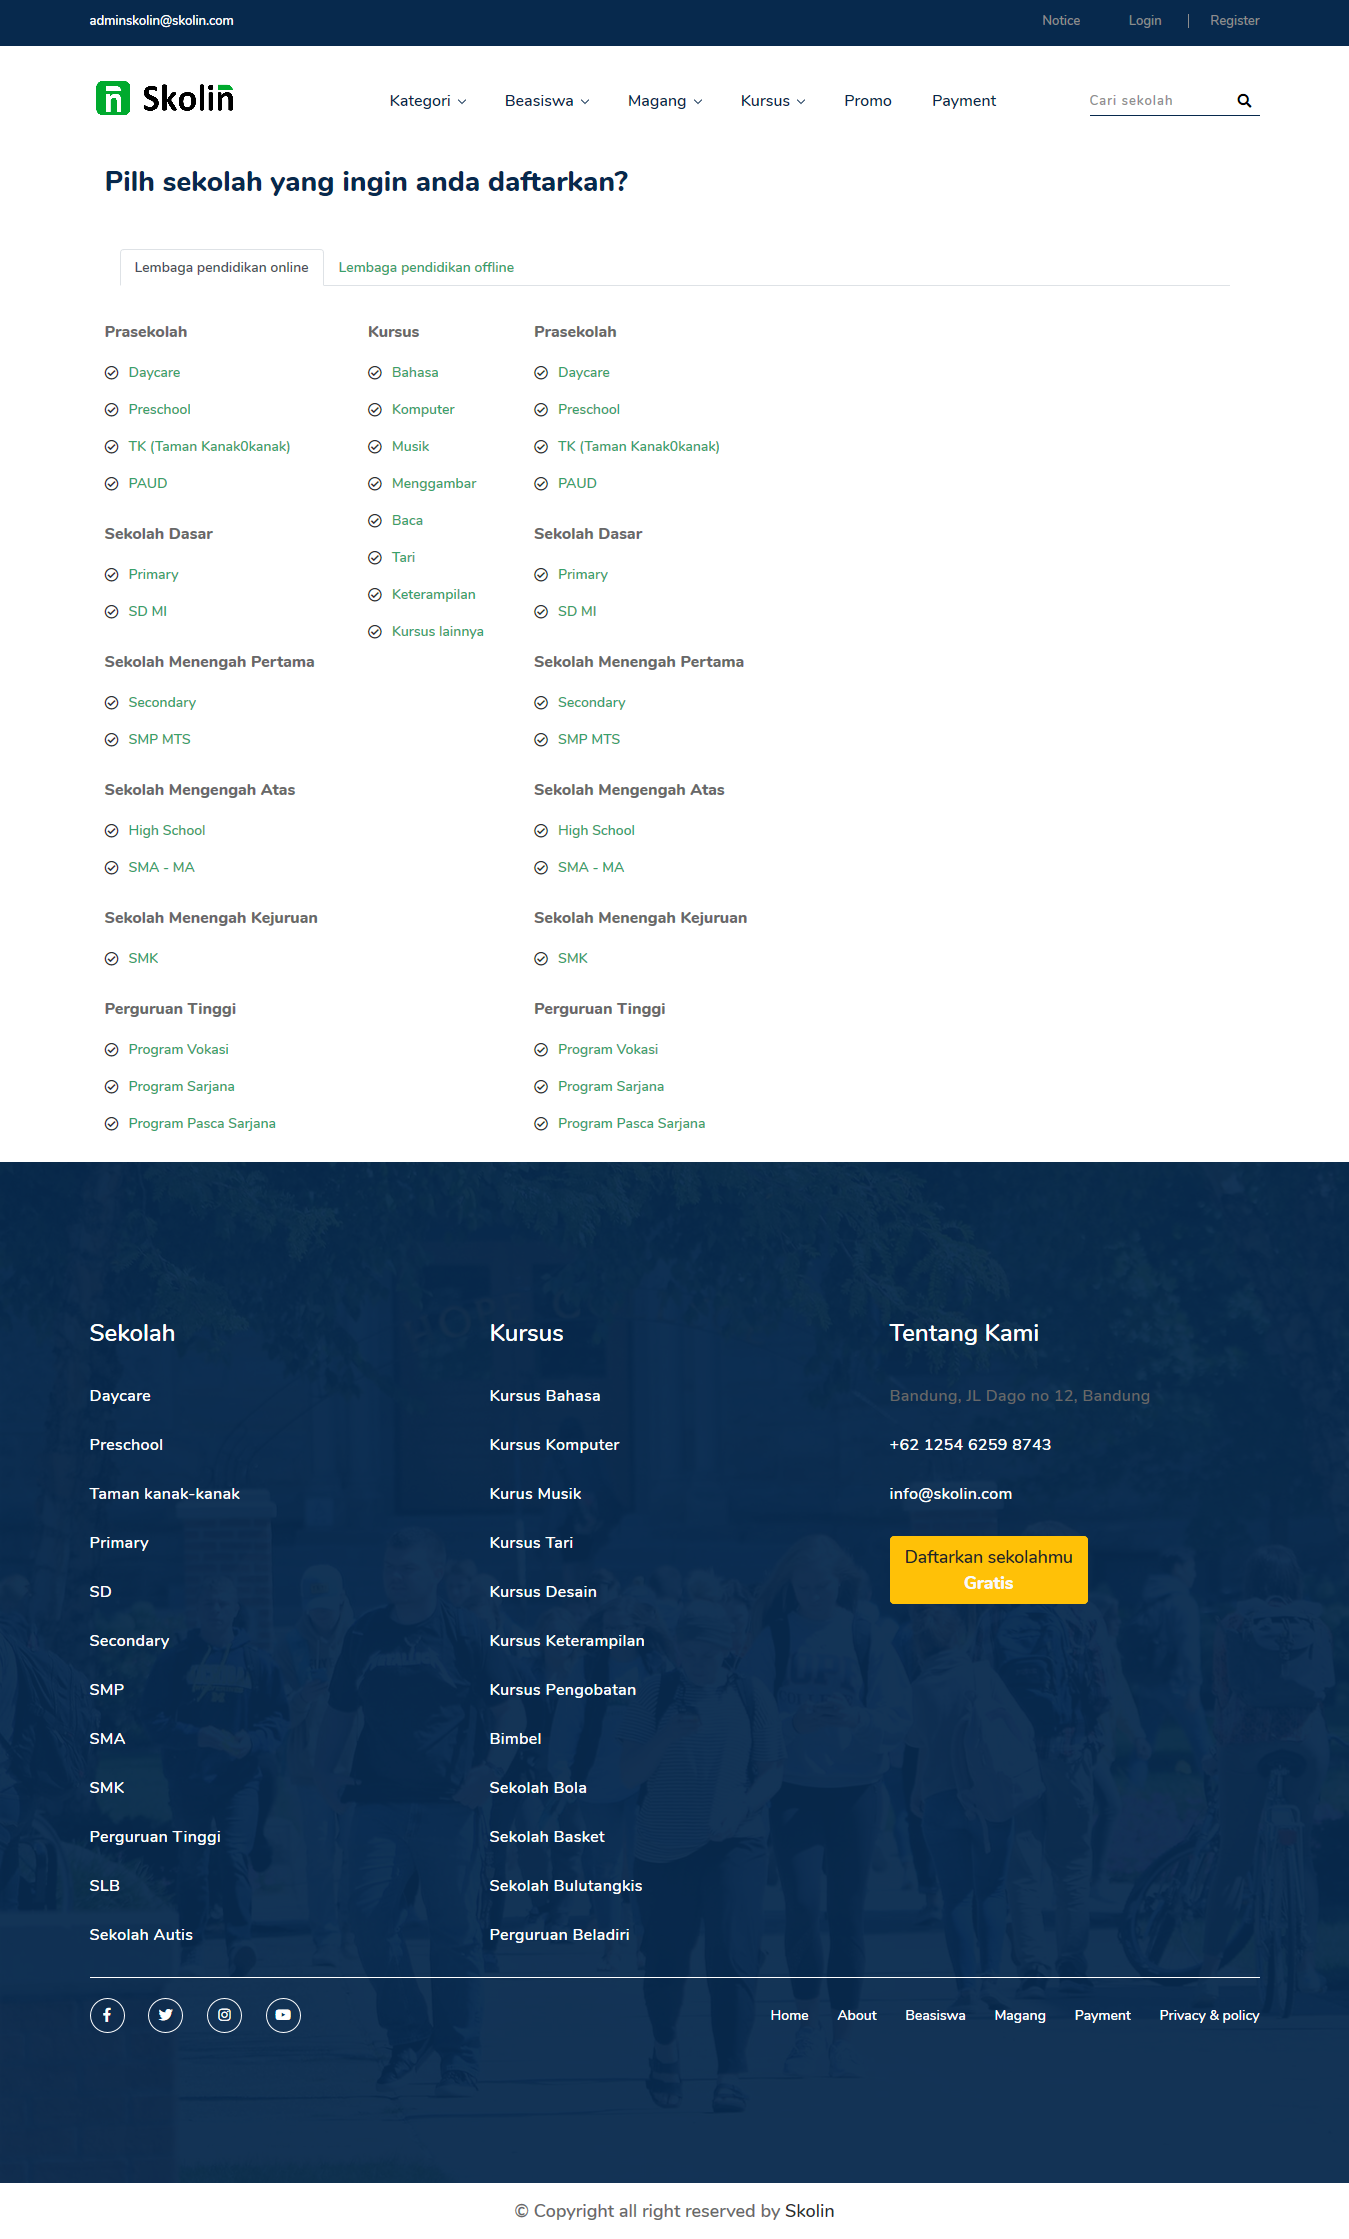 adminskolin@skolin.com
Notice
Login
Register
Skolin
Kategori
Beasiswa
Magang
Kursus
Promo
Payment
Cari sekolah
Pilh sekolah yang ingin anda daftarkan?
Lembaga pendidikan online
Lembaga pendidikan offline
Prasekolah
Daycare
Preschool
TK (Taman Kanak0kanak)
PAUD
Sekolah Dasar
Primary
SD MI
Sekolah Menengah Pertama
Secondary
SMP MTS
Sekolah Mengengah Atas
High School
SMA - MA
Sekolah Menengah Kejuruan
SMK
Perguruan Tinggi
Program Vokasi
Program Sarjana
Program Pasca Sarjana
Kursus
Bahasa
Komputer
Musik
Menggambar
Baca
Tari
Keterampilan
Kursus lainnya
Prasekolah
Daycare
Preschool
TK (Taman Kanak0kanak)
PAUD
Sekolah Dasar
Primary
SD MI
Sekolah Menengah Pertama
Secondary
SMP MTS
Sekolah Mengengah Atas
High School
SMA - MA
Sekolah Menengah Kejuruan
SMK
Perguruan Tinggi
Program Vokasi
Program Sarjana
Program Pasca Sarjana
Sekolah
Daycare
Preschool
Taman kanak-kanak
Primary
SD
Secondary
SMP
SMA
SMK
Perguruan Tinggi
SLB
Sekolah Autis
Kursus
Kursus Bahasa
Kursus Komputer
Kurus Musik
Kursus Tari
Kursus Desain
Kursus Keterampilan
Kursus Pengobatan
Bimbel
Sekolah Bola
Sekolah Basket
Sekolah Bulutangkis
Perguruan Beladiri
Tentang Kami
Bandung, JL Dago no 12, Bandung
+62 1254 6259 8743
info@skolin.com
Daftarkan sekolahmu
Gratis
Home
About
Beasiswa
Magang
Payment
Privacy & policy
© Copyright all right reserved by Skolin